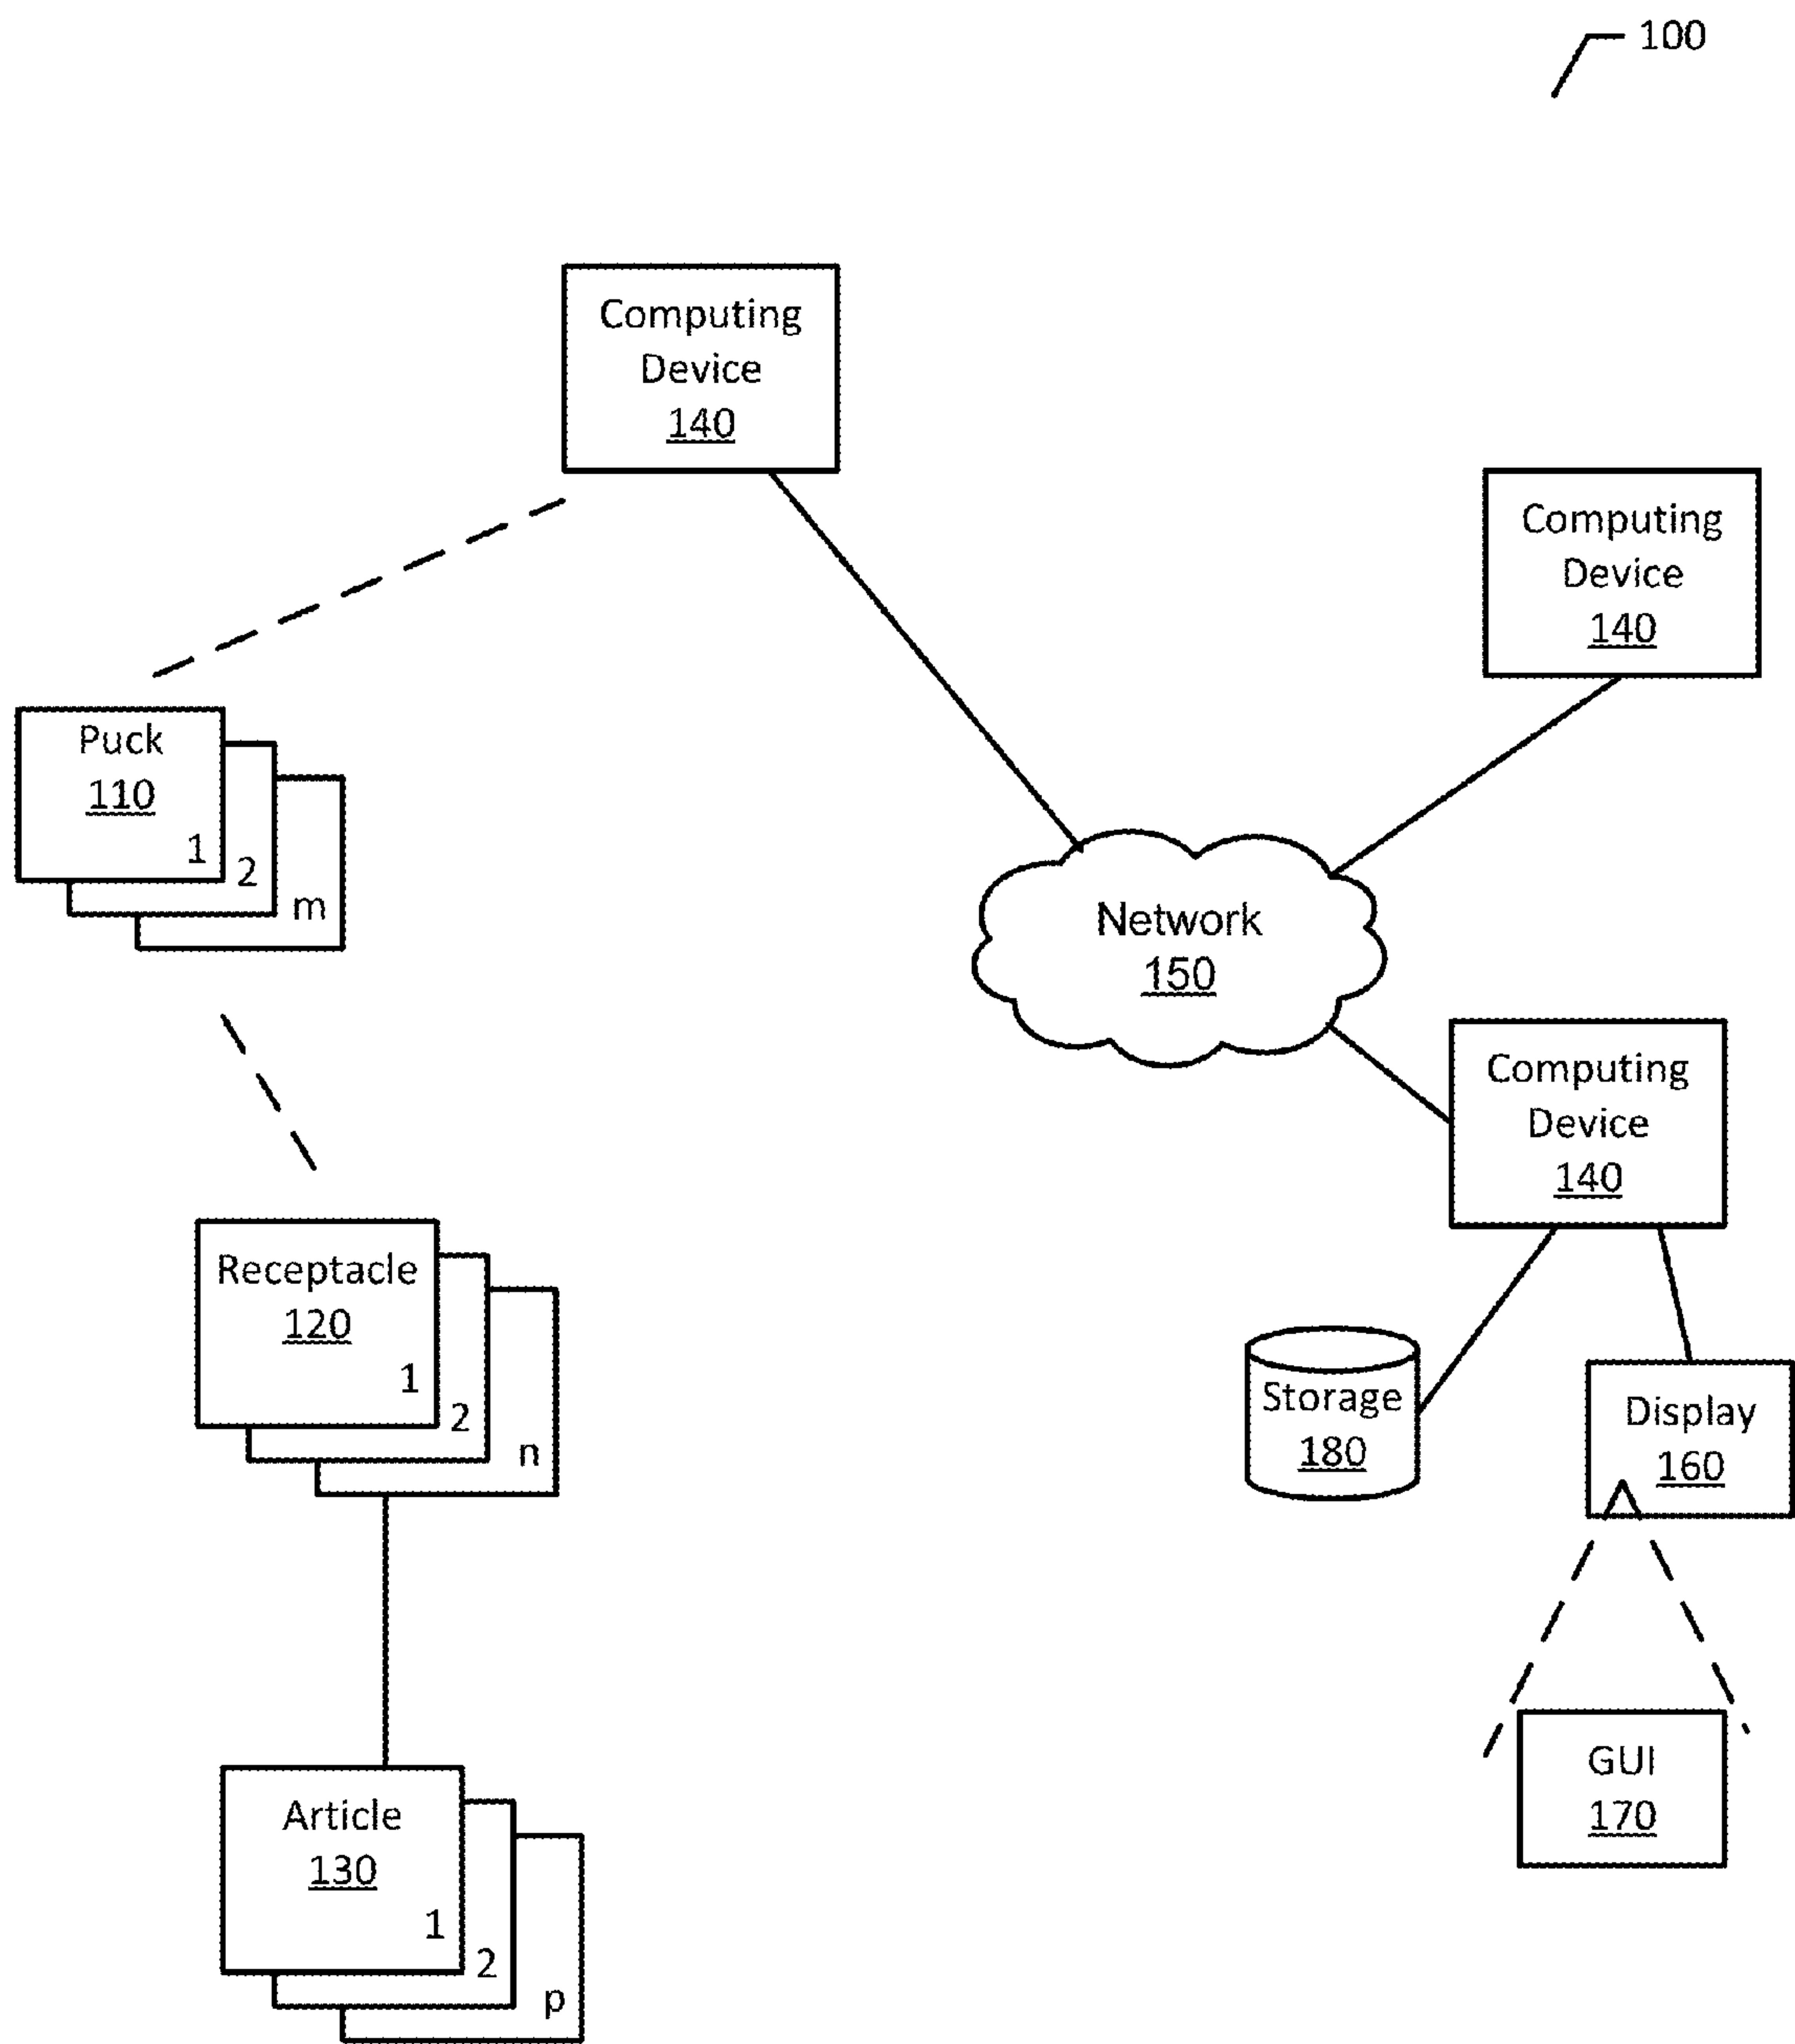 100
Computing
Device
140
Computing
Device
140
Puck
110
1
2
m
Network
150
Computing
Device
140
Receptacle
120
1
2
n
Storage
180
Display
160
GUI
170
Article
130
1
2
p